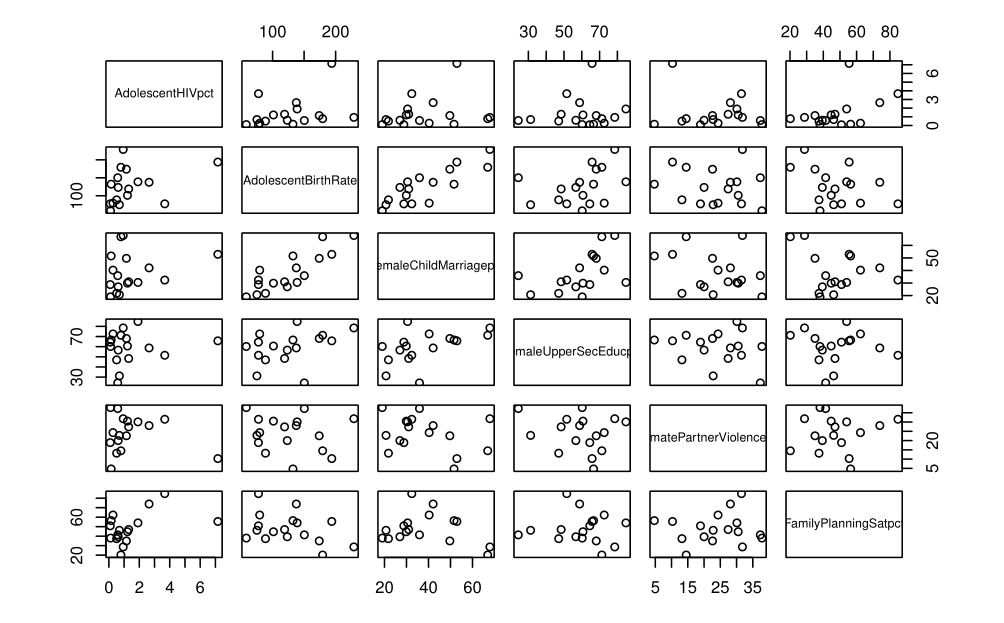 100 200
30 50 70
20 40 60 80
AdolescentHIVpct
0 3 6
100
AdolescentBirthRate
emaleChildMarriagep
20 50
30 70
maleUpperSecEducp
matePartnerViolence
5 20
20 60
FamilyPlanningSatpc
0 2 4 6
20 40 60
5 15 25 35